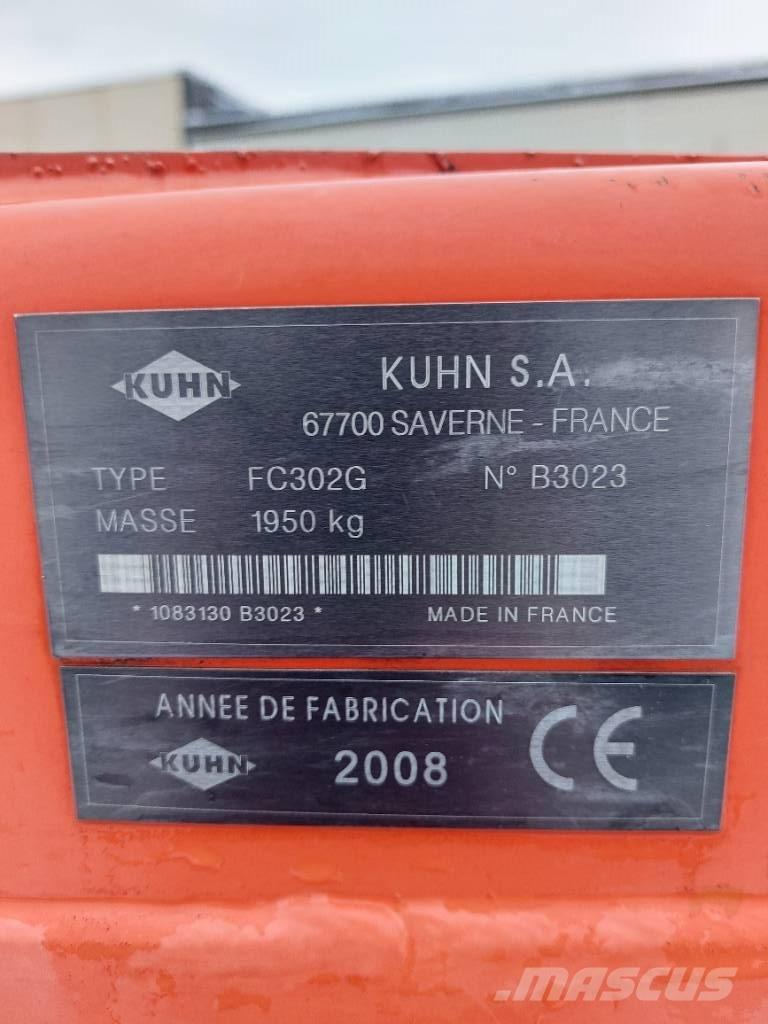 KUHN
KUHN S.A.
67700 SAVERNE - FRANCE
TYPE FC302G N° B3023
MASSE 1950 kg
* 1083130 B3023 * MADE IN FRANCE
ANNEE DE FABRICATION
KUHN 2008 CE
MASCUS